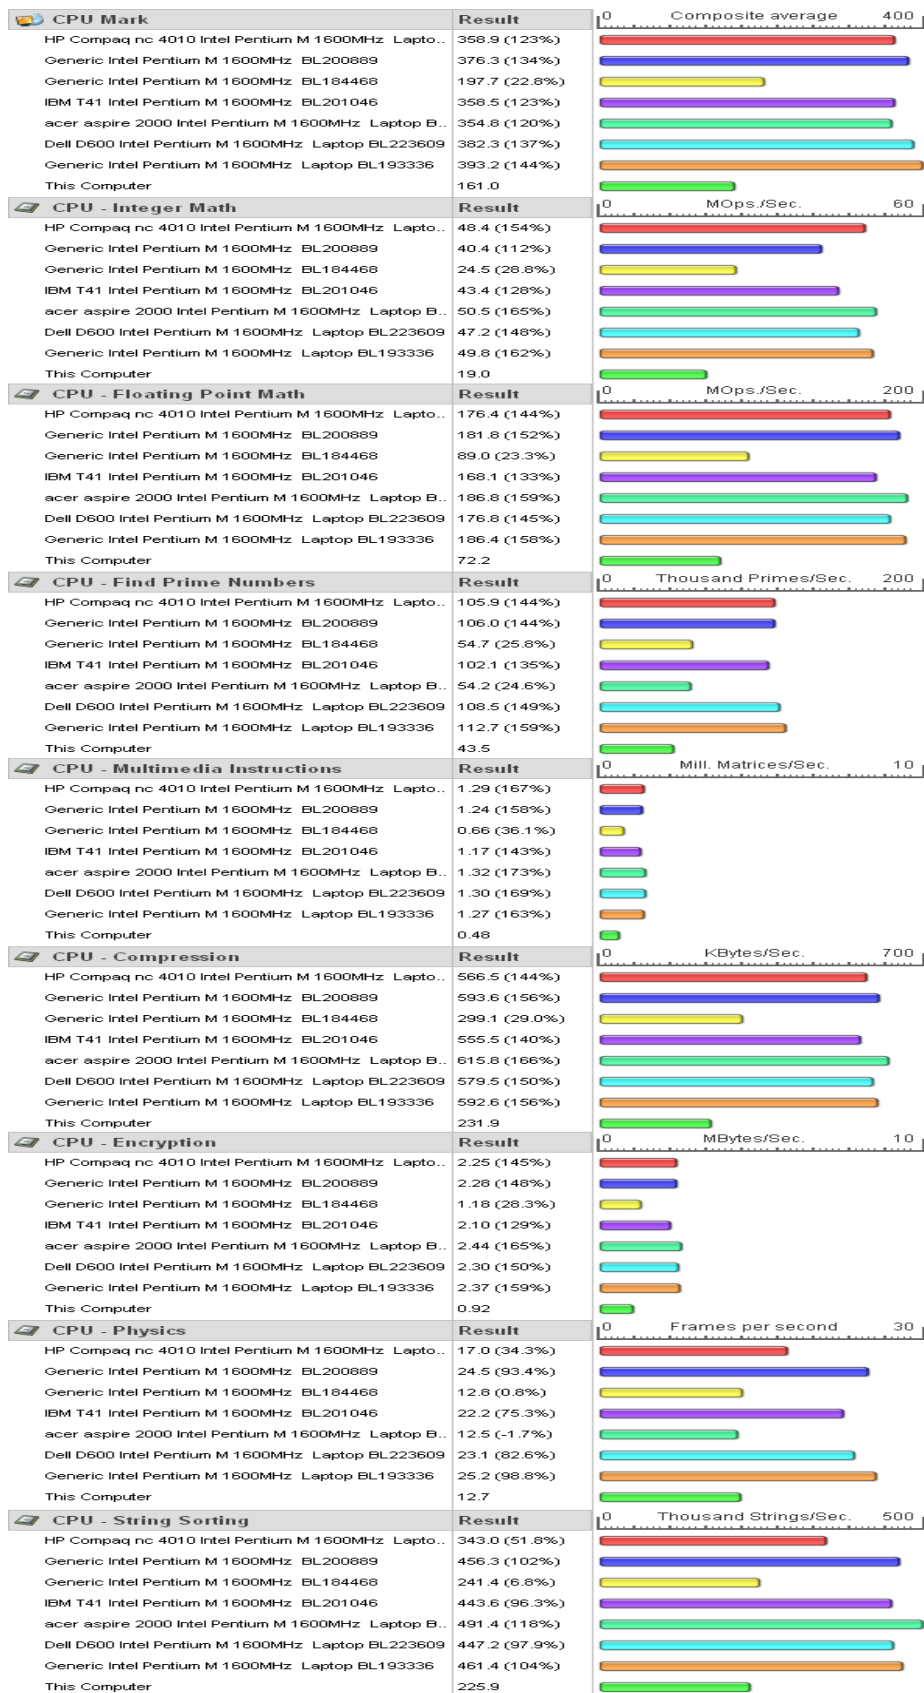 CPU Mark Result 0 Composite average 400
HP Compaq nc 4010 Intel Pentium M 1600MHz Lapto.. 358.9 (123%)
Generic Intel Pentium M 1600MHz BL200889 376.3 (134%)
Generic Intel Pentium M 1600MHz BL184468 197.7 (22.8%)
IBM T41 Intel Pentium M 1600MHz BL201046 358.5 (123%)
acer aspire 2000 Intel Pentium M 1600MHz Laptop B.. 354.8 (120%)
Dell D600 Intel Pentium M 1600MHz Laptop BL223609 382.3 (137%)
Generic Intel Pentium M 1600MHz Laptop BL193336 393.2 (144%)
This Computer 161.0
CPU - Integer Math Result 0 MOps./Sec. 60
HP Compaq nc 4010 Intel Pentium M 1600MHz Lapto.. 48.4 (154%)
Generic Intel Pentium M 1600MHz BL200889 40.4 (112%)
Generic Intel Pentium M 1600MHz BL184468 24.5 (28.8%)
IBM T41 Intel Pentium M 1600MHz BL201046 43.4 (128%)
acer aspire 2000 Intel Pentium M 1600MHz Laptop B.. 50.5 (165%)
Dell D600 Intel Pentium M 1600MHz Laptop BL223609 47.2 (148%)
Generic Intel Pentium M 1600MHz Laptop BL193336 49.8 (162%)
This Computer 19.0
CPU - Floating Point Math Result 0 MOps./Sec. 200
HP Compaq nc 4010 Intel Pentium M 1600MHz Lapto.. 176.4 (144%)
Generic Intel Pentium M 1600MHz BL200889 181.8 (152%)
Generic Intel Pentium M 1600MHz BL184468 89.0 (23.3%)
IBM T41 Intel Pentium M 1600MHz BL201046 168.1 (133%)
acer aspire 2000 Intel Pentium M 1600MHz Laptop B.. 186.8 (159%)
Dell D600 Intel Pentium M 1600MHz Laptop BL223609 176.8 (145%)
Generic Intel Pentium M 1600MHz Laptop BL193336 186.4 (158%)
This Computer 72.2
CPU - Find Prime Numbers Result 0 Thousand Primes/Sec. 200
HP Compaq nc 4010 Intel Pentium M 1600MHz Lapto.. 105.9 (144%)
Generic Intel Pentium M 1600MHz BL200889 106.0 (144%)
Generic Intel Pentium M 1600MHz BL184468 54.7 (25.8%)
IBM T41 Intel Pentium M 1600MHz BL201046 102.1 (135%)
acer aspire 2000 Intel Pentium M 1600MHz Laptop B.. 54.2 (24.6%)
Dell D600 Intel Pentium M 1600MHz Laptop BL223609 108.5 (149%)
Generic Intel Pentium M 1600MHz Laptop BL193336 112.7 (159%)
This Computer 43.5
CPU - Multimedia Instructions Result 0 Mill. Matrices/Sec. 10
HP Compaq nc 4010 Intel Pentium M 1600MHz Lapto.. 1.29 (167%)
Generic Intel Pentium M 1600MHz BL200889 1.24 (158%)
Generic Intel Pentium M 1600MHz BL184468 0.66 (36.1%)
IBM T41 Intel Pentium M 1600MHz BL201046 1.17 (143%)
acer aspire 2000 Intel Pentium M 1600MHz Laptop B.. 1.32 (173%)
Dell D600 Intel Pentium M 1600MHz Laptop BL223609 1.30 (169%)
Generic Intel Pentium M 1600MHz Laptop BL193336 1.27 (163%)
This Computer 0.48
CPU - Compression Result 0 KBytes/Sec. 700
HP Compaq nc 4010 Intel Pentium M 1600MHz Lapto.. 566.5 (144%)
Generic Intel Pentium M 1600MHz BL200889 593.6 (156%)
Generic Intel Pentium M 1600MHz BL184468 299.1 (29.0%)
IBM T41 Intel Pentium M 1600MHz BL201046 555.5 (140%)
acer aspire 2000 Intel Pentium M 1600MHz Laptop B.. 615.8 (166%)
Dell D600 Intel Pentium M 1600MHz Laptop BL223609 579.5 (150%)
Generic Intel Pentium M 1600MHz Laptop BL193336 592.6 (156%)
This Computer 231.9
CPU - Encryption Result 0 MBytes/Sec. 10
HP Compaq nc 4010 Intel Pentium M 1600MHz Lapto.. 2.25 (145%)
Generic Intel Pentium M 1600MHz BL200889 2.28 (148%)
Generic Intel Pentium M 1600MHz BL184468 1.18 (28.3%)
IBM T41 Intel Pentium M 1600MHz BL201046 2.10 (129%)
acer aspire 2000 Intel Pentium M 1600MHz Laptop B.. 2.44 (165%)
Dell D600 Intel Pentium M 1600MHz Laptop BL223609 2.30 (150%)
Generic Intel Pentium M 1600MHz Laptop BL193336 2.37 (159%)
This Computer 0.92
CPU - Physics Result 0 Frames per second 30
HP Compaq nc 4010 Intel Pentium M 1600MHz Lapto.. 17.0 (34.3%)
Generic Intel Pentium M 1600MHz BL200889 24.5 (93.4%)
Generic Intel Pentium M 1600MHz BL184468 12.8 (0.8%)
IBM T41 Intel Pentium M 1600MHz BL201046 22.2 (75.3%)
acer aspire 2000 Intel Pentium M 1600MHz Laptop B.. 12.5 (-1.7%)
Dell D600 Intel Pentium M 1600MHz Laptop BL223609 23.1 (82.6%)
Generic Intel Pentium M 1600MHz Laptop BL193336 25.2 (98.8%)
This Computer 12.7
CPU - String Sorting Result 0 Thousand Strings/Sec. 500
HP Compaq nc 4010 Intel Pentium M 1600MHz Lapto.. 343.0 (51.8%)
Generic Intel Pentium M 1600MHz BL200889 456.3 (102%)
Generic Intel Pentium M 1600MHz BL184468 241.4 (6.8%)
IBM T41 Intel Pentium M 1600MHz BL201046 443.6 (96.3%)
acer aspire 2000 Intel Pentium M 1600MHz Laptop B.. 491.4 (118%)
Dell D600 Intel Pentium M 1600MHz Laptop BL223609 447.2 (97.9%)
Generic Intel Pentium M 1600MHz Laptop BL193336 461.4 (104%)
This Computer 225.9